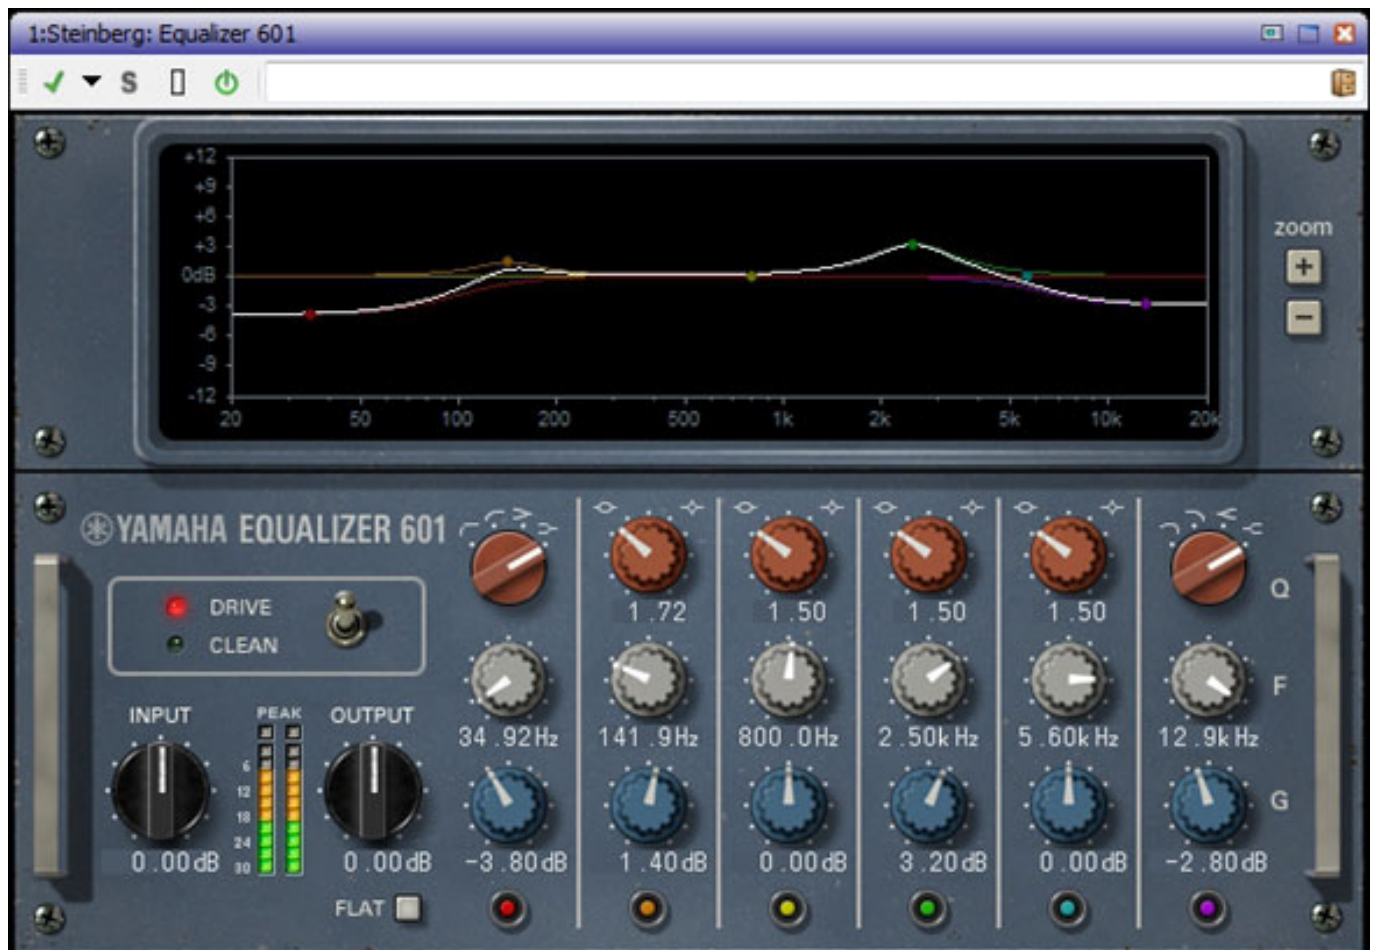 1:Steinberg: Equalizer 601
S
+12
+9
+6
+3
0dB
-3
-6
-9
-12
20 50 100 200 500 1k 2k 5k 10k 20k
zoom
+
−
YAMAHA EQUALIZER 601
DRIVE
CLEAN
INPUT PEAK OUTPUT
6
12
18
24
30
0.00dB 0.00dB
FLAT
1.72 1.50 1.50 1.50 Q
34.92Hz 141.9Hz 800.0Hz 2.50kHz 5.60kHz 12.9kHz F
-3.80dB 1.40dB 0.00dB 3.20dB 0.00dB -2.80dB G